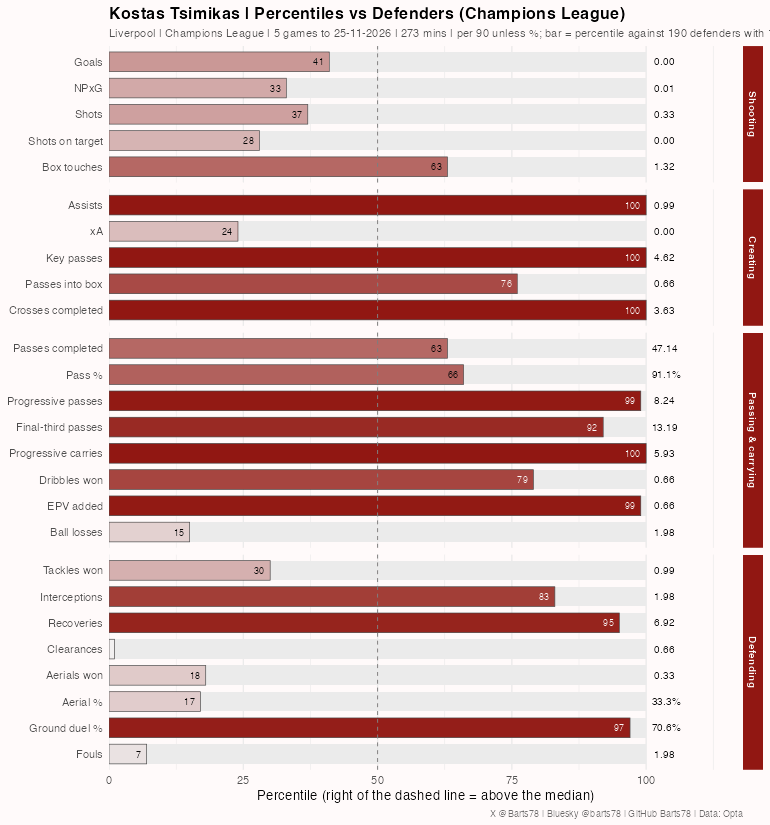 Kostas Tsimikas | Percentiles vs Defenders (Champions League)
Liverpool | Champions League | 5 games to 25-11-2026 | 273 mins | per 90 unless %; bar = percentile against 190 defenders with
Goals 41 0.00
NPxG 33 0.01
Shots 37 0.33
Shots on target 28 0.00
Box touches 63 1.32
Shooting
Assists 100 0.99
xA 24 0.00
Key passes 100 4.62
Passes into box 76 0.66
Crosses completed 100 3.63
Creating
Passes completed 63 47.14
Pass % 66 91.1%
Progressive passes 99 8.24
Final-third passes 92 13.19
Progressive carries 100 5.93
Dribbles won 79 0.66
EPV added 99 0.66
Ball losses 15 1.98
Passing & carrying
Tackles won 30 0.99
Interceptions 83 1.98
Recoveries 95 6.92
Clearances 0.66
Aerials won 18 0.33
Aerial % 17 33.3%
Ground duel % 97 70.6%
Fouls 7 1.98
Defending
0 25 50 75 100
Percentile (right of the dashed line = above the median)
X @Barts78 | Bluesky @barts78 | GitHub Barts78 | Data: Opta